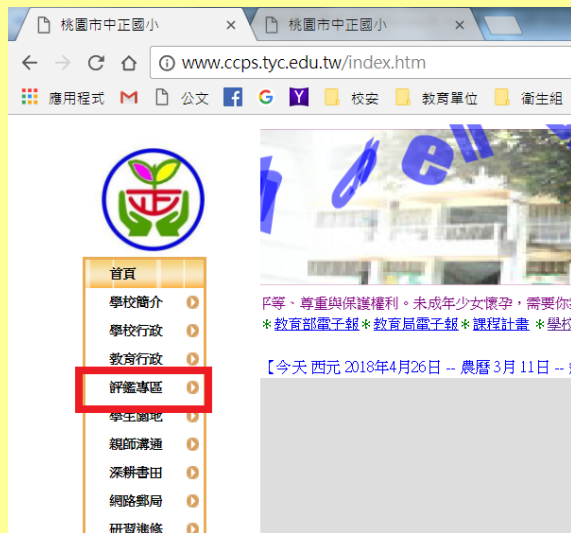 桃園市中正國小
桃園市中正國小
www.ccps.tyc.edu.tw/index.htm
應用程式 公文 校安 教育單位 衛生組
正
首頁
學校簡介
等、尊重與保護權利。未成年少女懷孕,需要你
學校行政
*教育部電子報*教育局電子報*課程計畫 *學校
教育行政
【今天 西元 2018年4月26日 -- 農曆 3月 11日 --
評鑑專區
學生園地
親師溝通
深耕書田
網路郵局
研習進修